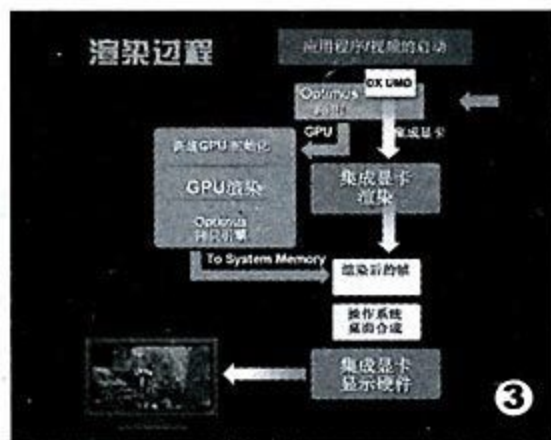 渲染过程
应用程序/视频的启动
DX UMD
Optimus
GPU
集成显卡
GPU渲染
集成显卡
渲染
Optimus
To System Memory
渲染后的帧
操作系统
桌面合成
集成显卡
显示硬件
3